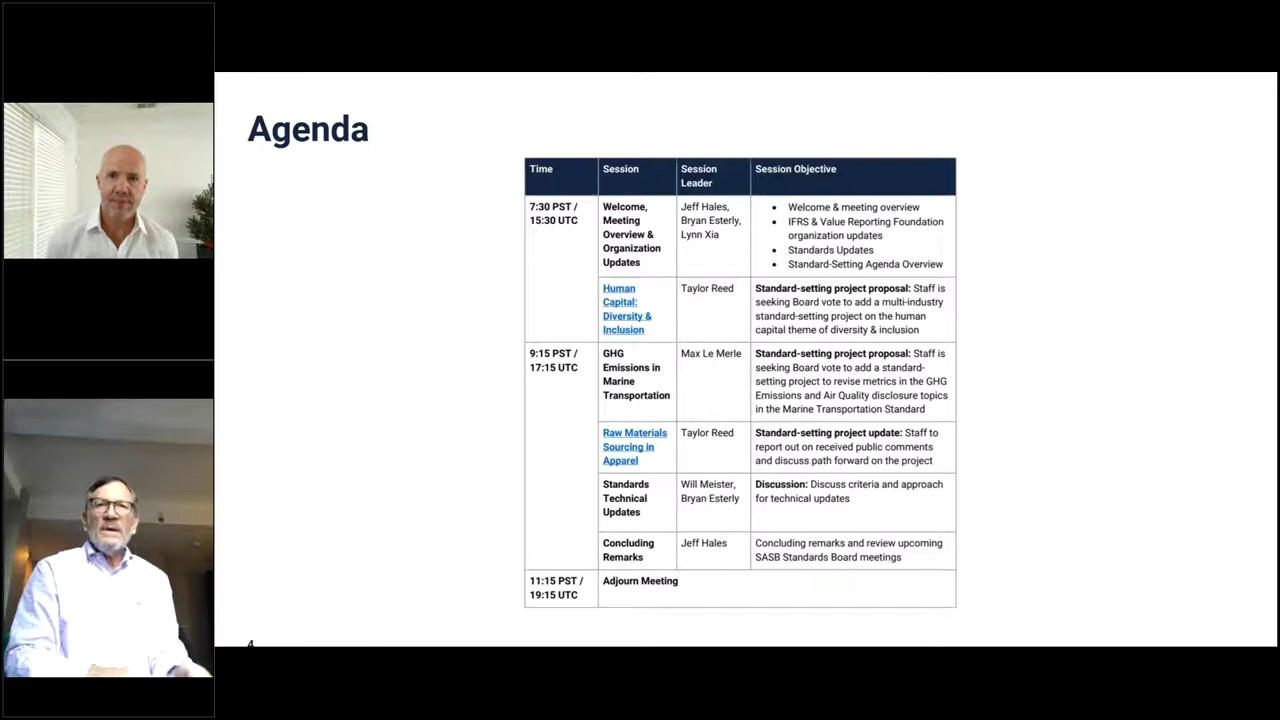 Agenda
Time
Session
Session
Leader
Session Objective
7:30 PST /
15:30 UTC
Welcome,
Meeting
Overview &
Organization
Updates
Jeff Hales,
Bryan Esterly,
Lynn Xia
• Welcome & meeting overview
• IFRS & Value Reporting Foundation
organization updates
• Standards Updates
• Standard-Setting Agenda Overview
Human
Capital:
Diversity &
Inclusion
Taylor Reed
Standard-setting project proposal: Staff is
seeking Board vote to add a multi-industry
standard-setting project on the human
capital theme of diversity & inclusion
9:15 PST /
17:15 UTC
GHG
Emissions in
Marine
Transportation
Max Le Merle
Standard-setting project proposal: Staff is
seeking Board vote to add a standard-
setting project to revise metrics in the GHG
Emissions and Air Quality disclosure topics
in the Marine Transportation Standard
Raw Materials
Sourcing in
Apparel
Taylor Reed
Standard-setting project update: Staff to
report out on received public comments
and discuss path forward on the project
Standards
Technical
Updates
Will Meister,
Bryan Esterly
Discussion: Discuss criteria and approach
for technical updates
Concluding
Remarks
Jeff Hales
Concluding remarks and review upcoming
SASB Standards Board meetings
11:15 PST /
19:15 UTC
Adjourn Meeting
4